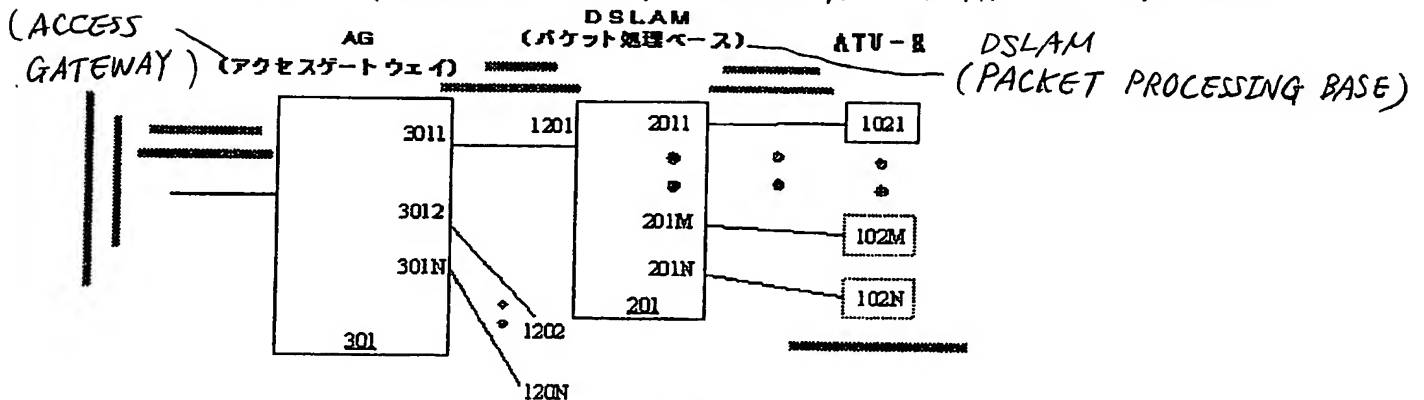 (ACCESS GATEWAY)
AG
(アクセスゲートウェイ)
DSLAM
(パケット処理ベース)
ATU-R
DSLAM
(PACKET PROCESSING BASE)
3011
3012
301N
301
1201
1202
120N
2011
201M
201N
201
1021
102M
102N